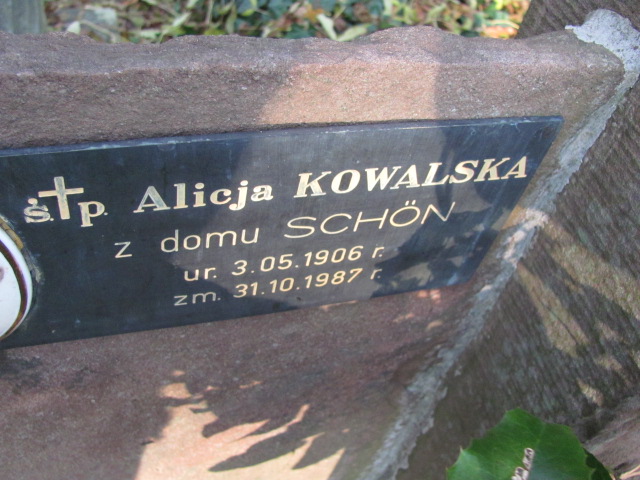 ś.†p. Alicja KOWALSKA
z domu SCHÖN
ur. 3.05.1906 r.
zm. 31.10.1987 r.